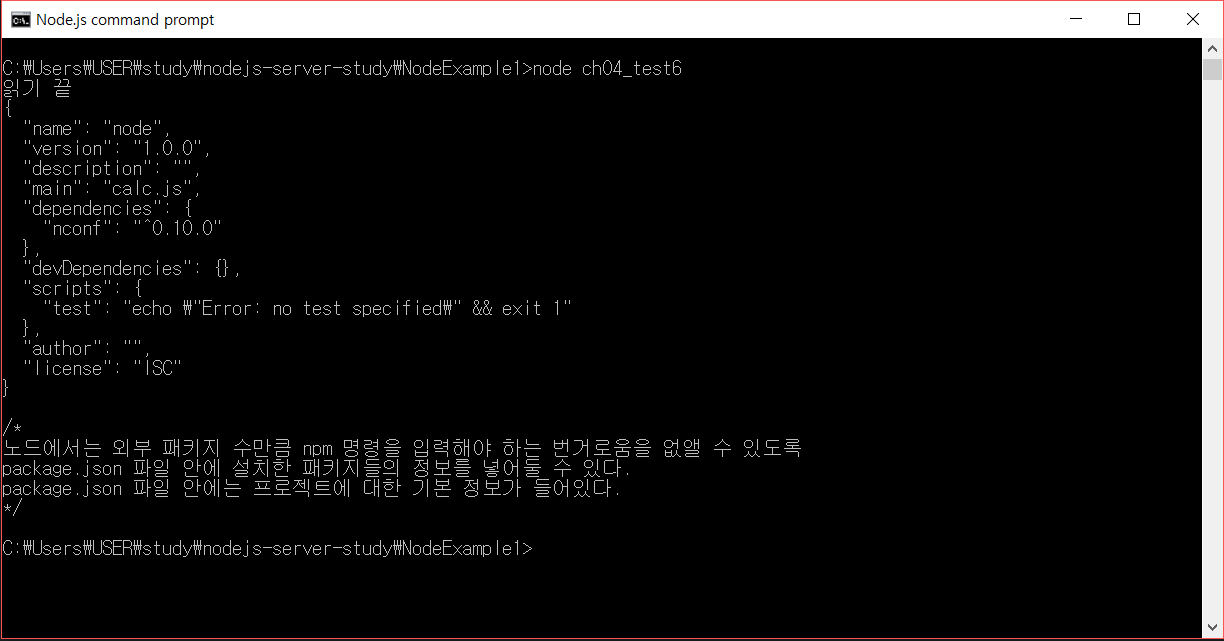 Node.js command prompt
C:₩Users₩USER₩study₩nodejs-server-study₩NodeExample1>node ch04_test6
읽기 끝
{
  "name": "node",
  "version": "1.0.0",
  "description": "",
  "main": "calc.js",
  "dependencies": {
    "nconf": "^0.10.0"
  },
  "devDependencies": {},
  "scripts": {
    "test": "echo ₩"Error: no test specified₩" && exit 1"
  },
  "author": "",
  "license": "ISC"
}
/*
노드에서는 외부 패키지 수만큼 npm 명령을 입력해야 하는 번거로움을 없앨 수 있도록
package.json 파일 안에 설치한 패키지들의 정보를 넣어둘 수 있다.
package.json 파일 안에는 프로젝트에 대한 기본 정보가 들어있다.
*/
C:₩Users₩USER₩study₩nodejs-server-study₩NodeExample1>